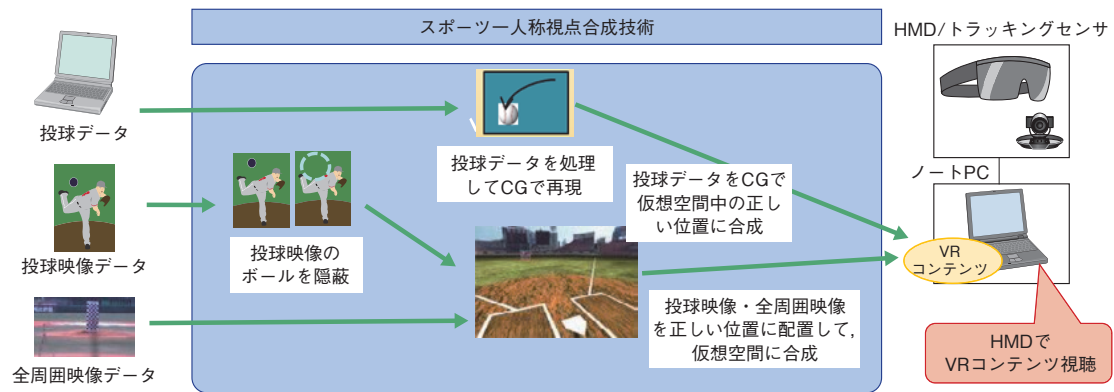 スポーツ一人称視点合成技術
HMD/トラッキングセンサ
投球データ
投球データを処理
してCGで再現
投球データをCGで
仮想空間中の正し
い位置に合成
ノートPC
投球映像データ
投球映像の
ボールを隠蔽
VR
コンテンツ
投球映像・全周囲映像
を正しい位置に配置して,
仮想空間に合成
全周囲映像データ
HMDで
VRコンテンツ視聴